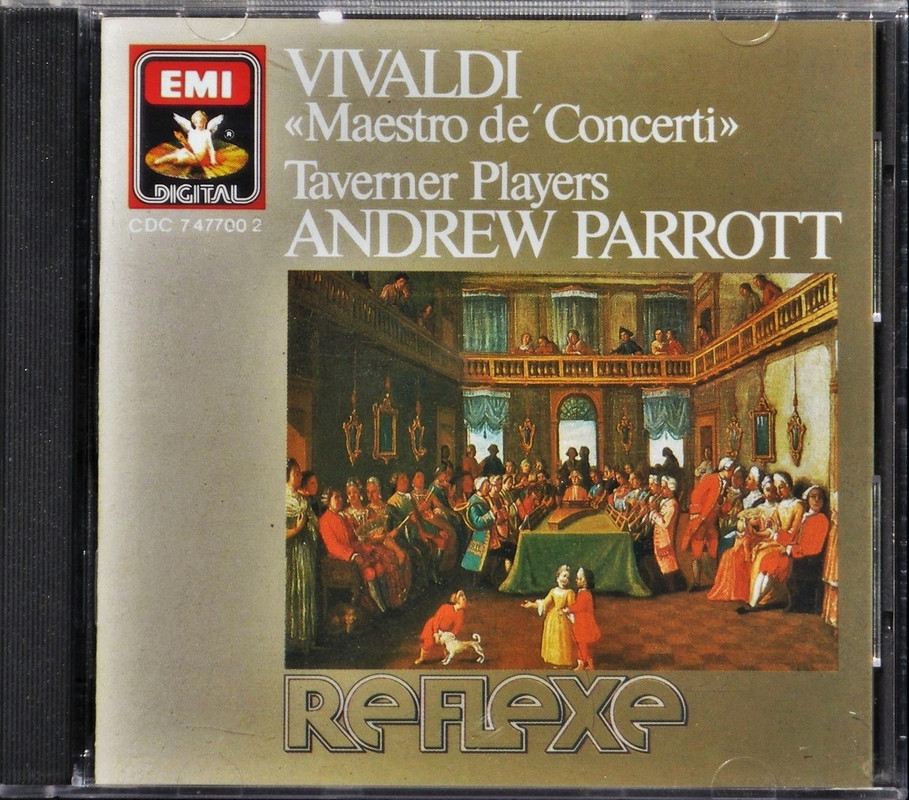 EMI
®
DIGITAL
CDC 7 47700 2
VIVALDI
«Maestro de´Concerti»
Taverner Players
ANDREW PARROTT
REFLEXE